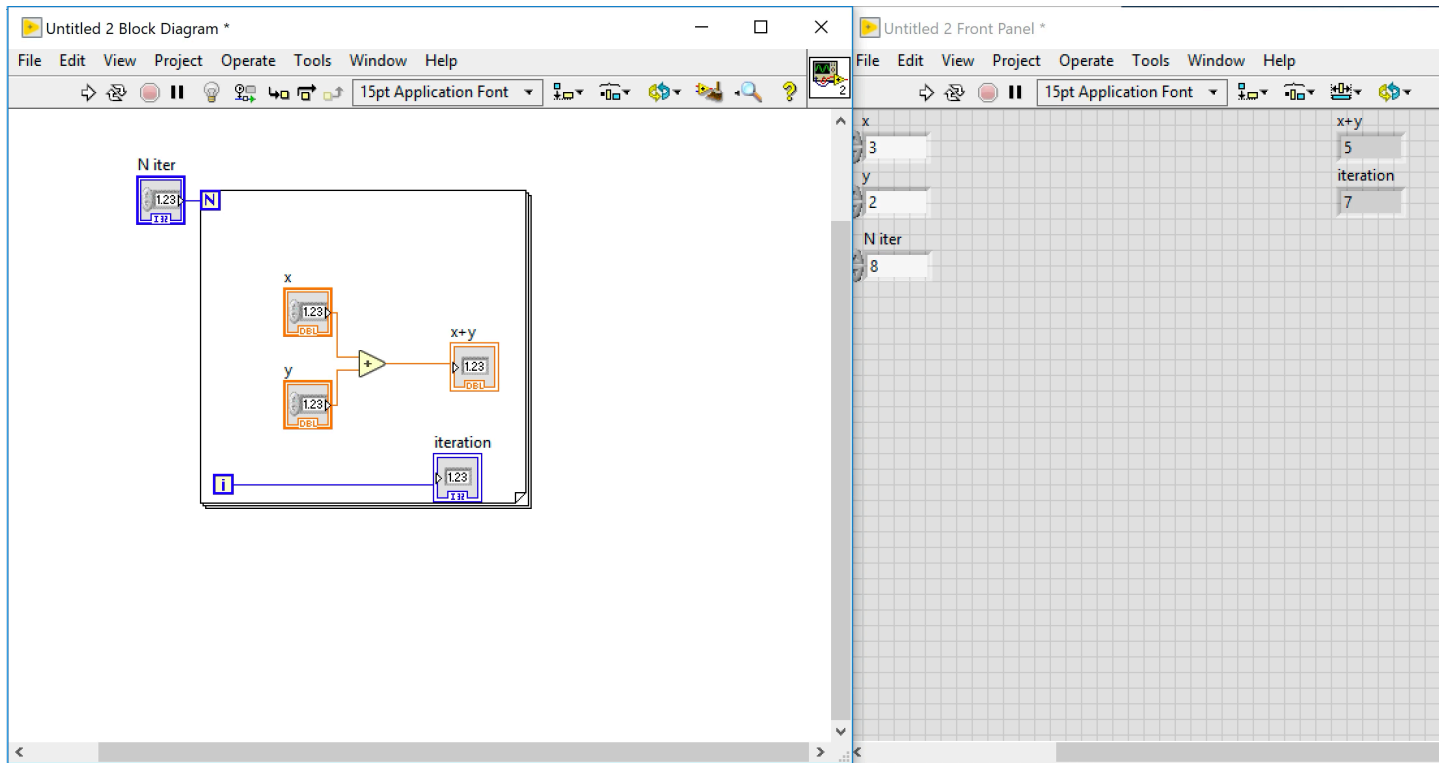 Untitled 2 Block Diagram *
File Edit View Project Operate Tools Window Help
15pt Application Font
2
N iter
1.23
I32
N
x
1.23
DBL
x+y
1.23
DBL
y
1.23
DBL
+
iteration
1.23
I32
i
Untitled 2 Front Panel *
File Edit View Project Operate Tools Window Help
15pt Application Font
x
3
y
2
N iter
8
x+y
5
iteration
7